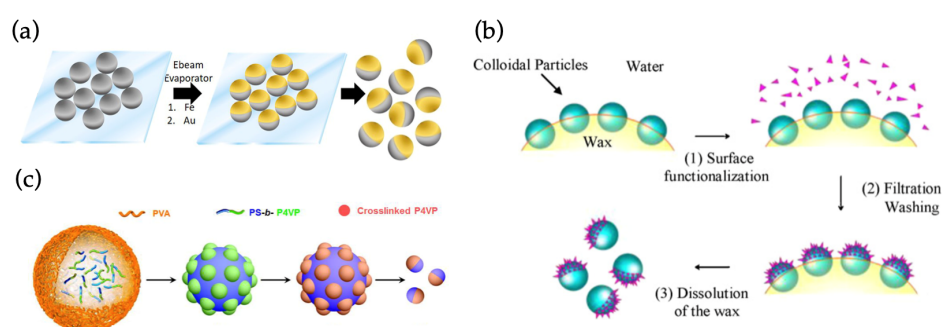 (a)
Ebeam
Evaporator
1. Fe
2. Au
(b)
Colloidal Particles
Water
Wax
(1) Surface
functionalization
(2) Filtration
Washing
(3) Dissolution
of the wax
(c)
PVA
PS-b- P4VP
Crosslinked P4VP